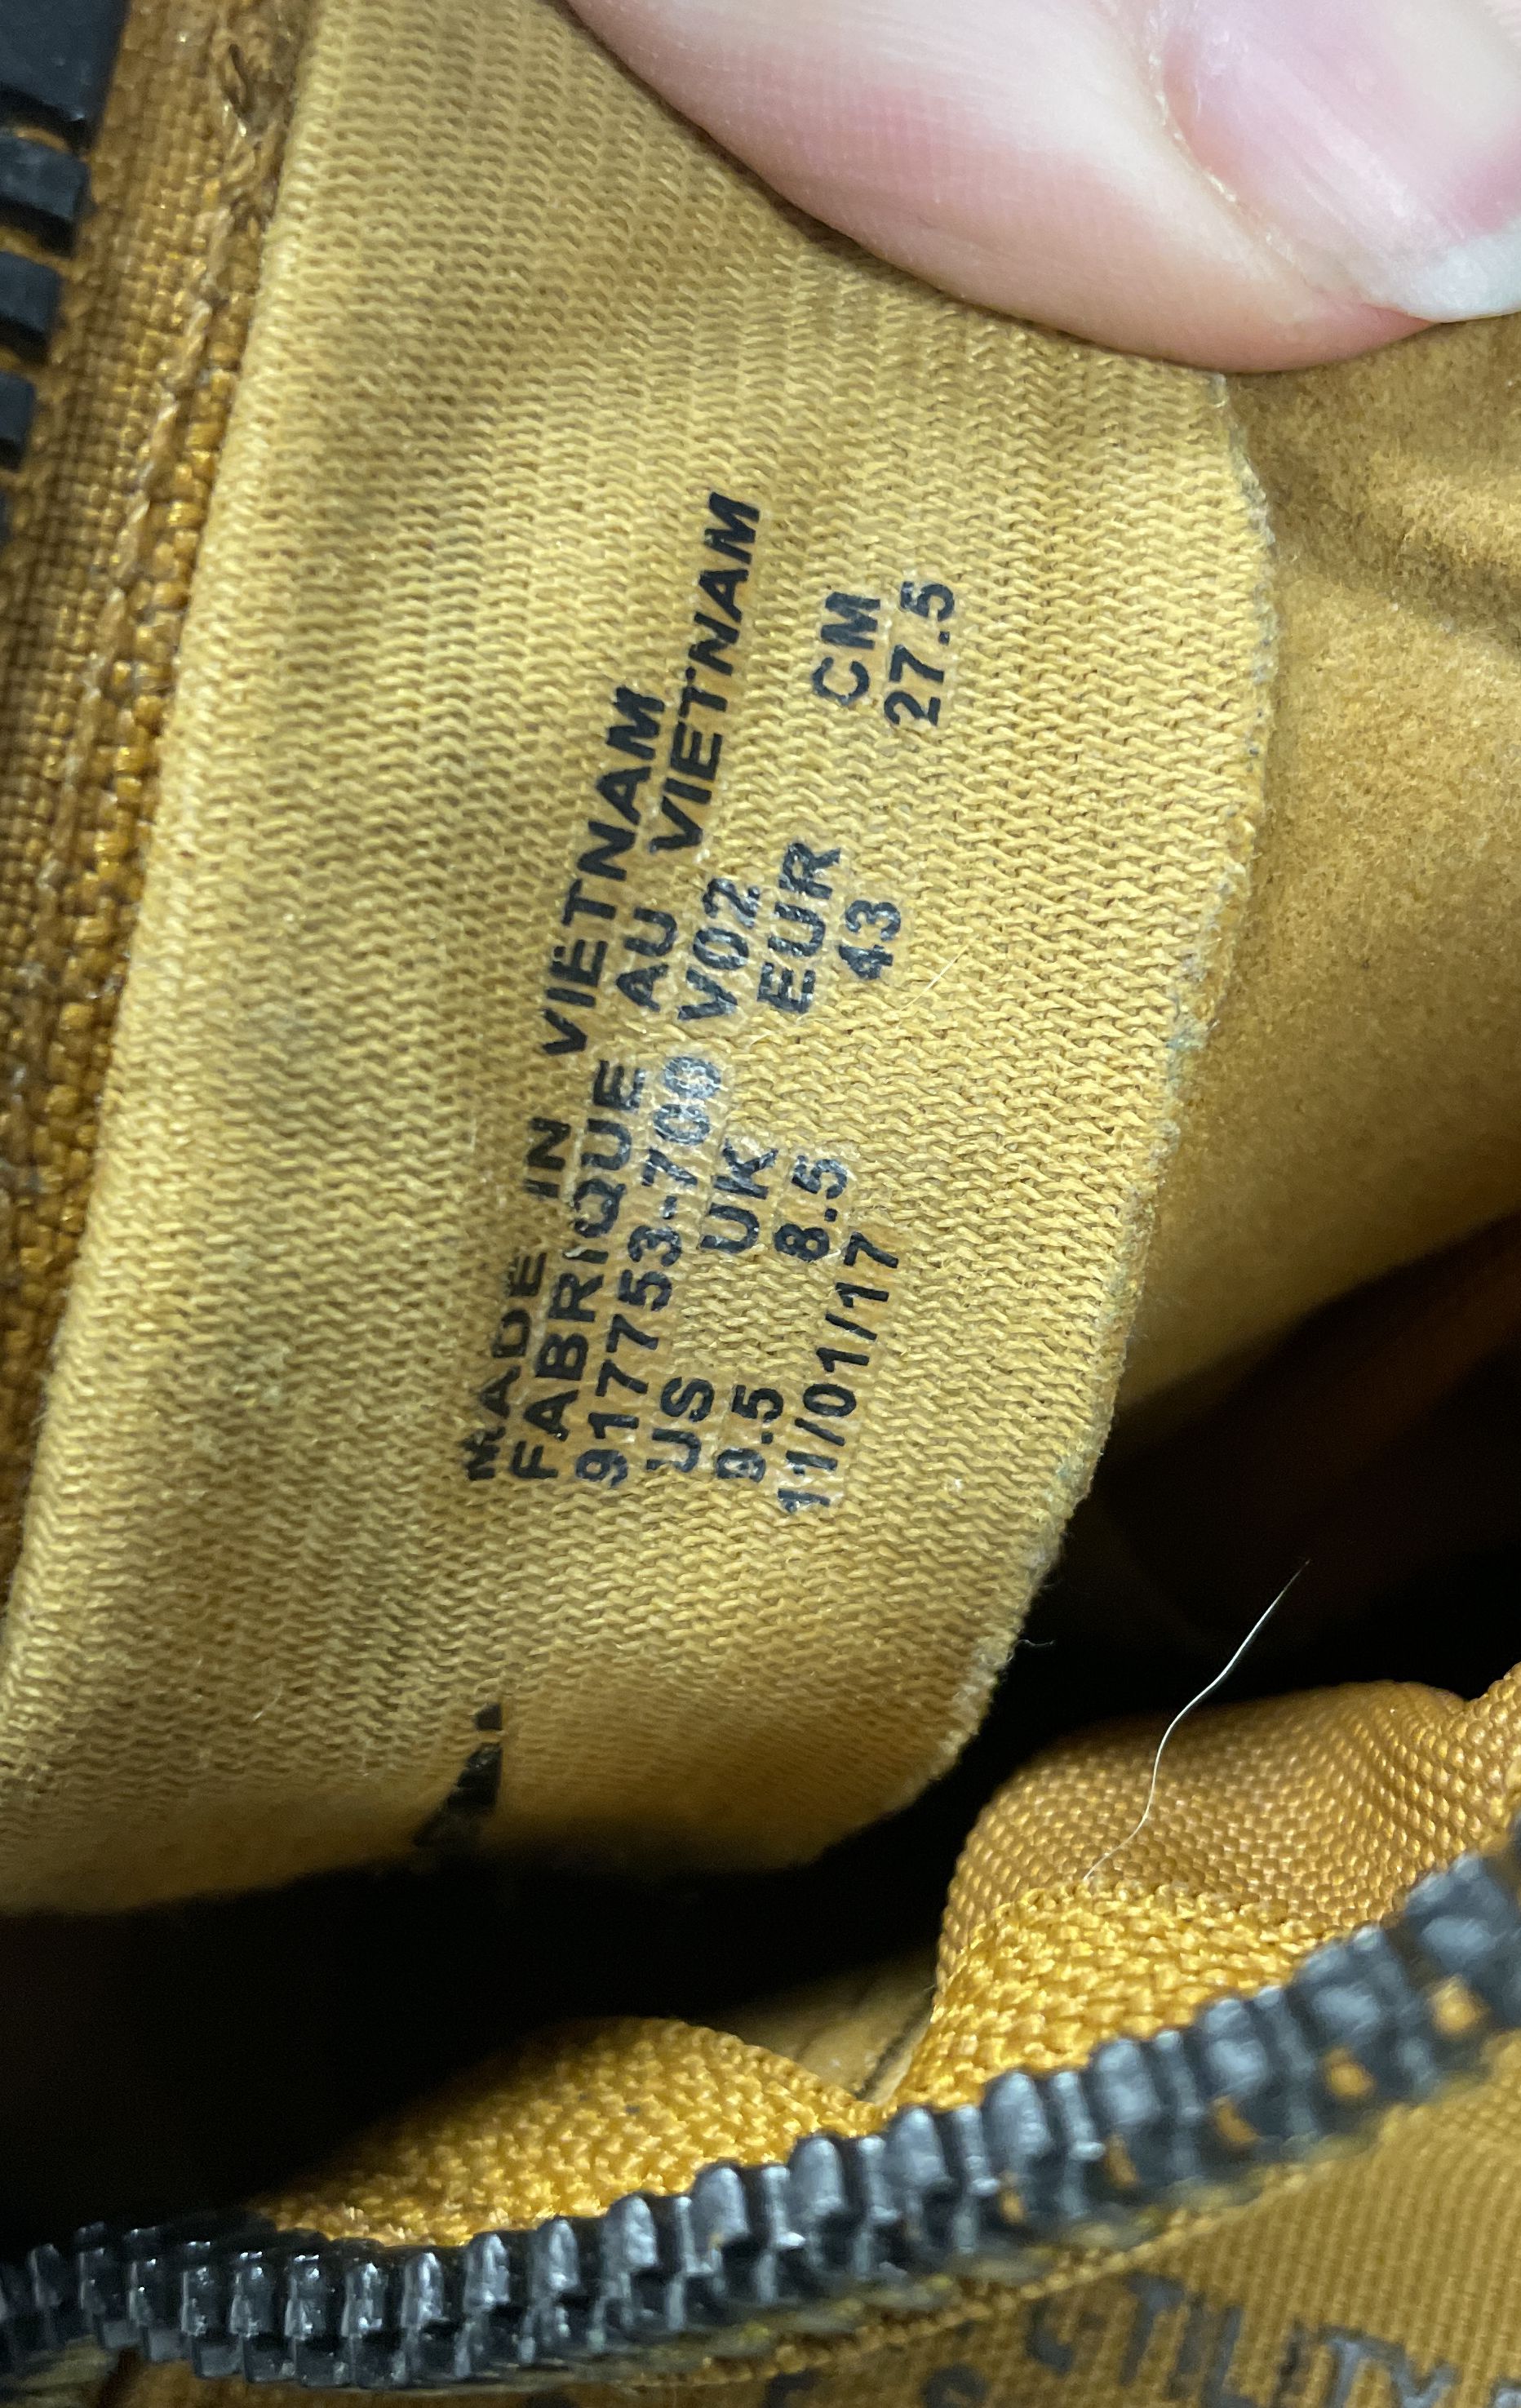 MADE IN VIETNAM
FABRIQUE AU VIETNAM
917753-700 V02
US UK EUR CM
9.5 8.5 43 27.5
11/01/17
UTILITY